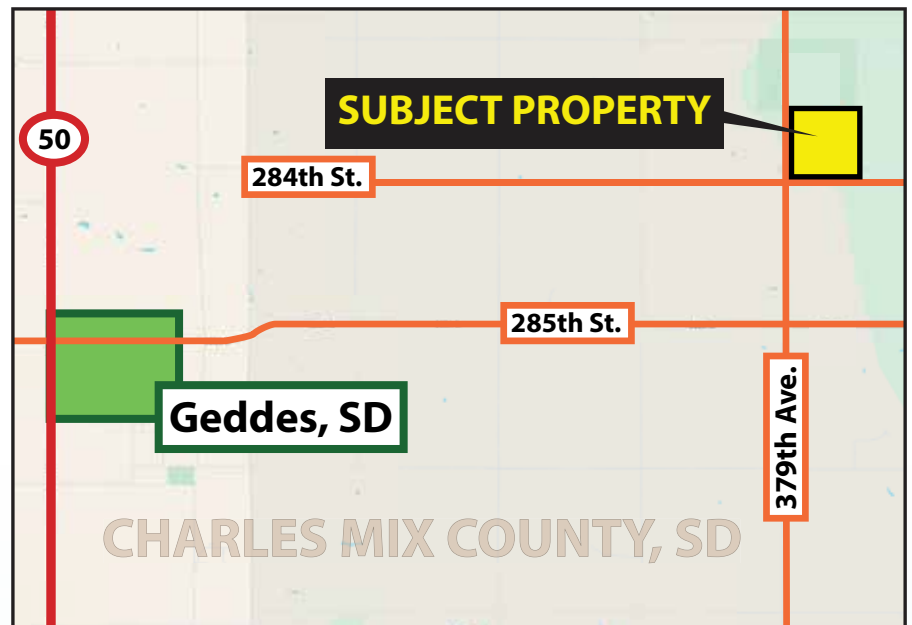 SUBJECT PROPERTY
50
284th St.
285th St.
Geddes, SD
379th Ave.
CHARLES MIX COUNTY, SD